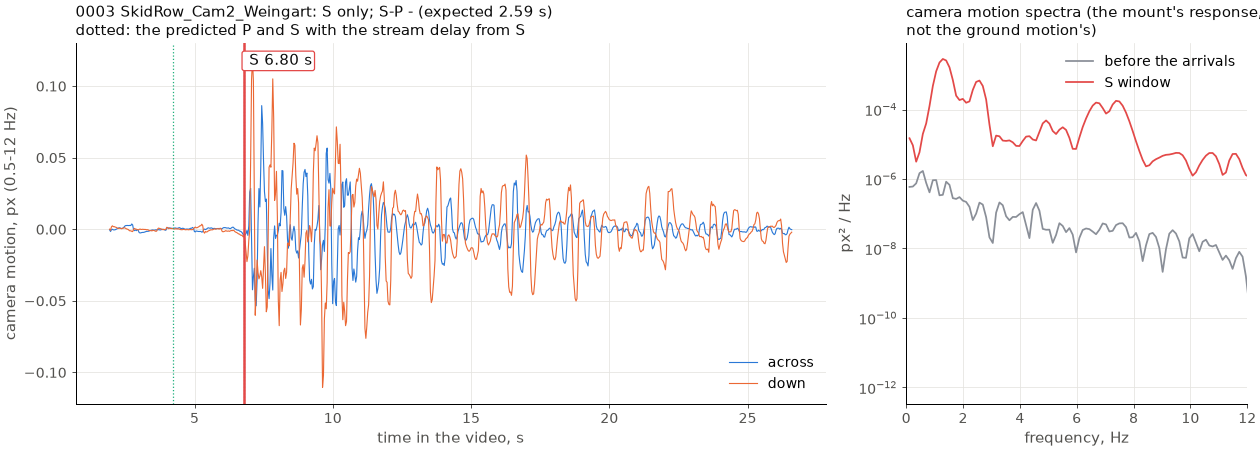 0003 SkidRow_Cam2_Weingart: S only; S-P - (expected 2.59 s)
dotted: the predicted P and S with the stream delay from S
S 6.80 s
0.10
0.05
0.00
−0.05
−0.10
camera motion, px (0.5-12 Hz)
5
10
15
20
25
time in the video, s
across
down
camera motion spectra (the mount's response,
not the ground motion's)
before the arrivals
S window
10⁻⁴
10⁻⁶
10⁻⁸
10⁻¹⁰
10⁻¹²
px² / Hz
0
2
4
6
8
10
12
frequency, Hz